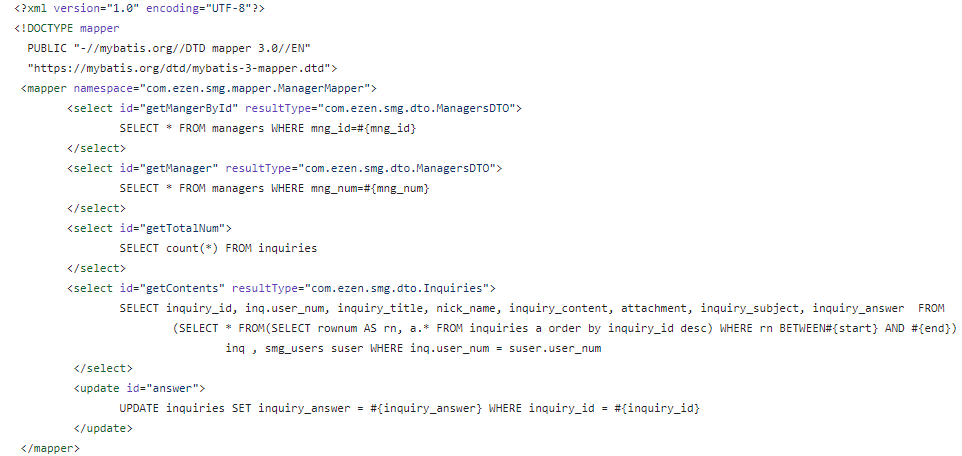 <?xml version="1.0" encoding="UTF-8"?>
<!DOCTYPE mapper
PUBLIC "-//mybatis.org//DTD mapper 3.0//EN"
"https://mybatis.org/dtd/mybatis-3-mapper.dtd">
<mapper namespace="com.ezen.smg.mapper.ManagerMapper">
<select id="getMangerById" resultType="com.ezen.smg.dto.ManagersDTO">
SELECT * FROM managers WHERE mng_id=#{mng_id}
</select>
<select id="getManager" resultType="com.ezen.smg.dto.ManagersDTO">
SELECT * FROM managers WHERE mng_num=#{mng_num}
</select>
<select id="getTotalNum">
SELECT count(*) FROM inquiries
</select>
<select id="getContents" resultType="com.ezen.smg.dto.Inquiries">
SELECT inquiry_id, inq.user_num, inquiry_title, nick_name, inquiry_content, attachment, inquiry_subject, inquiry_answer  FROM
(SELECT * FROM(SELECT rownum AS rn, a.* FROM inquiries a order by inquiry_id desc) WHERE rn BETWEEN#{start} AND #{end})
inq , smg_users suser WHERE inq.user_num = suser.user_num
</select>
<update id="answer">
UPDATE inquiries SET inquiry_answer = #{inquiry_answer} WHERE inquiry_id = #{inquiry_id}
</update>
</mapper>